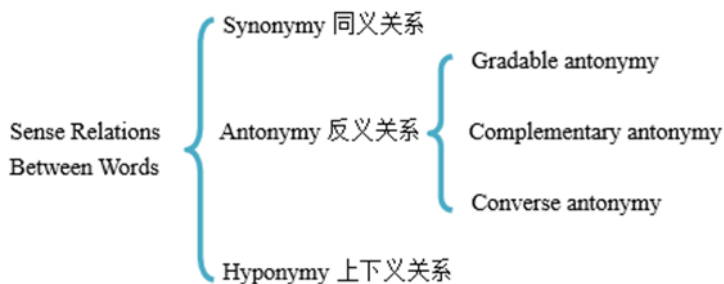 Sense Relations
Between Words
Synonymy 同义关系
Antonymy 反义关系
Gradable antonymy
Complementary antonymy
Converse antonymy
Hyponymy 上下义关系